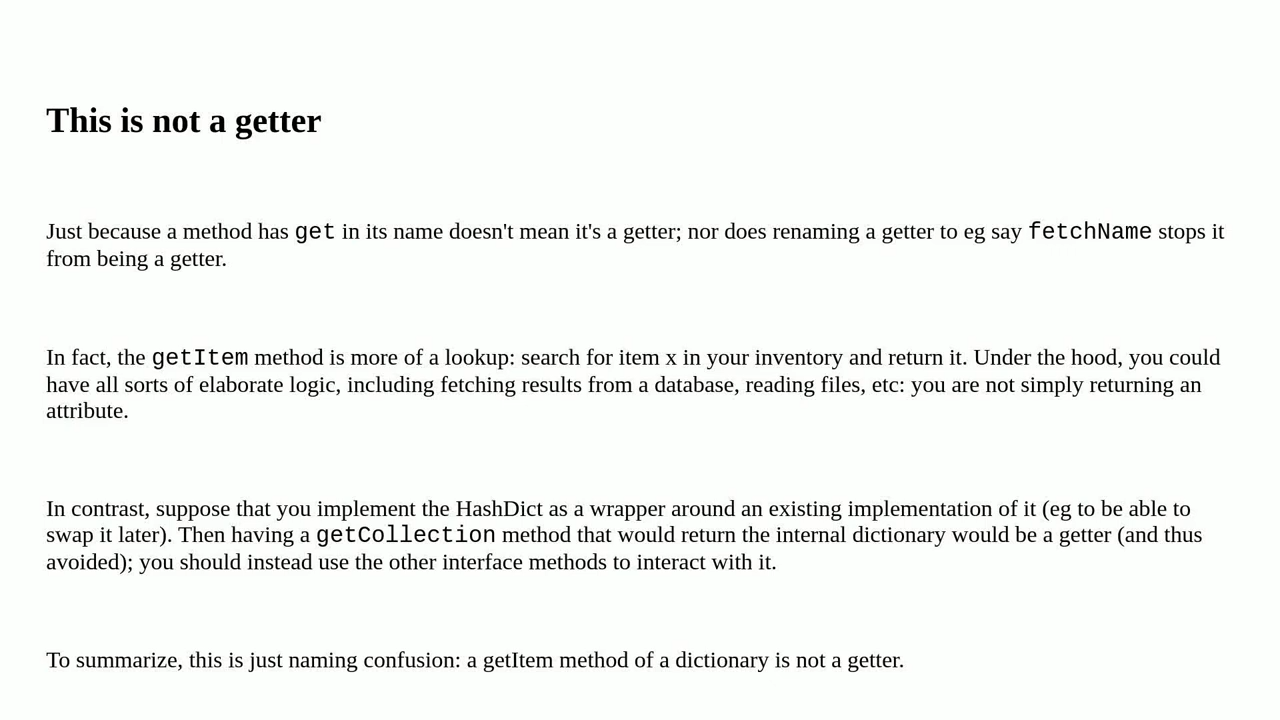 This is not a getter
Just because a method has get in its name doesn't mean it's a getter; nor does renaming a getter to eg say fetchName stops it
from being a getter.
In fact, the getItem method is more of a lookup: search for item x in your inventory and return it. Under the hood, you could
have all sorts of elaborate logic, including fetching results from a database, reading files, etc: you are not simply returning an
attribute.
In contrast, suppose that you implement the HashDict as a wrapper around an existing implementation of it (eg to be able to
swap it later). Then having a getCollection method that would return the internal dictionary would be a getter (and thus
avoided); you should instead use the other interface methods to interact with it.
To summarize, this is just naming confusion: a getItem method of a dictionary is not a getter.